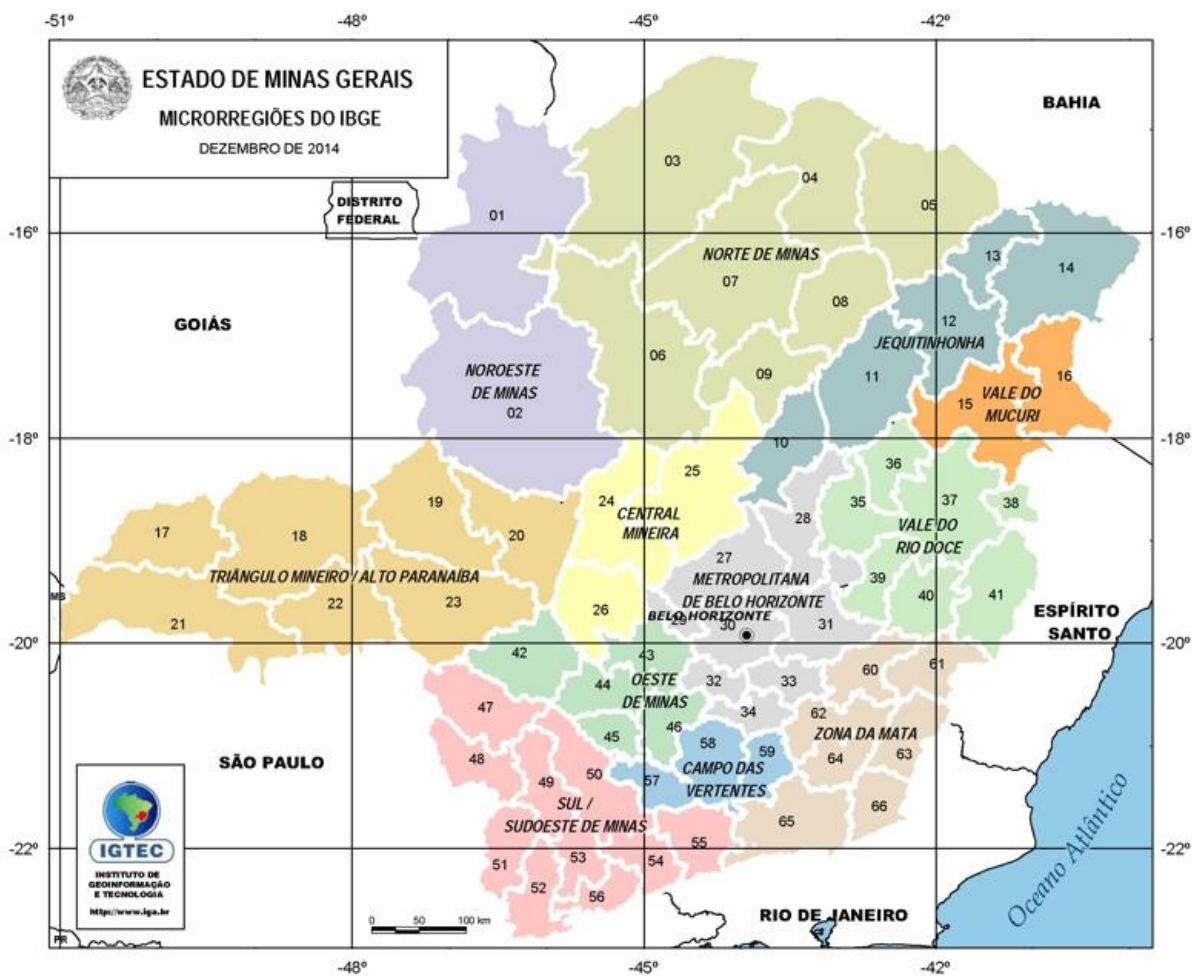 -51º
-48º
-45º
-42º
ESTADO DE MINAS GERAIS
MICRORREGIÕES DO IBGE
DEZEMBRO DE 2014
BAHIA
DISTRITO
FEDERAL
01
03
04
05
-16º
-16º
NORTE DE MINAS
13
14
07
08
GOIÁS
12
JEQUITINHONHA
06
NOROESTE
DE MINAS
02
09
11
15
VALE DO
MUCURI
16
-18º
-18º
10
36
25
24
CENTRAL
MINEIRA
19
20
17
18
28
35
37
38
VALE DO
RIO DOCE
27
METROPOLITANA
DE BELO HORIZONTE
TRIÂNGULO MINEIRO / ALTO PARANAÍBA
39
40
41
MS
21
22
23
26
BELO HORIZONTE
29
30
31
ESPÍRITO
SANTO
-20º
-20º
42
43
44
OESTE
DE MINAS
32
33
60
61
47
45
46
34
62
ZONA DA MATA
58
59
64
63
SÃO PAULO
48
49
50
57
CAMPO DAS
VERTENTES
SUL /
SUDOESTE DE MINAS
65
66
IGTEC
INSTITUTO DE
GEOINFORMAÇÃO
E TECNOLOGIA
http://www.iga.br
-22º
-22º
51
52
53
54
55
56
0 50 100 km
RIO DE JANEIRO
Oceano Atlântico
PR
-48º
-45º
-42º